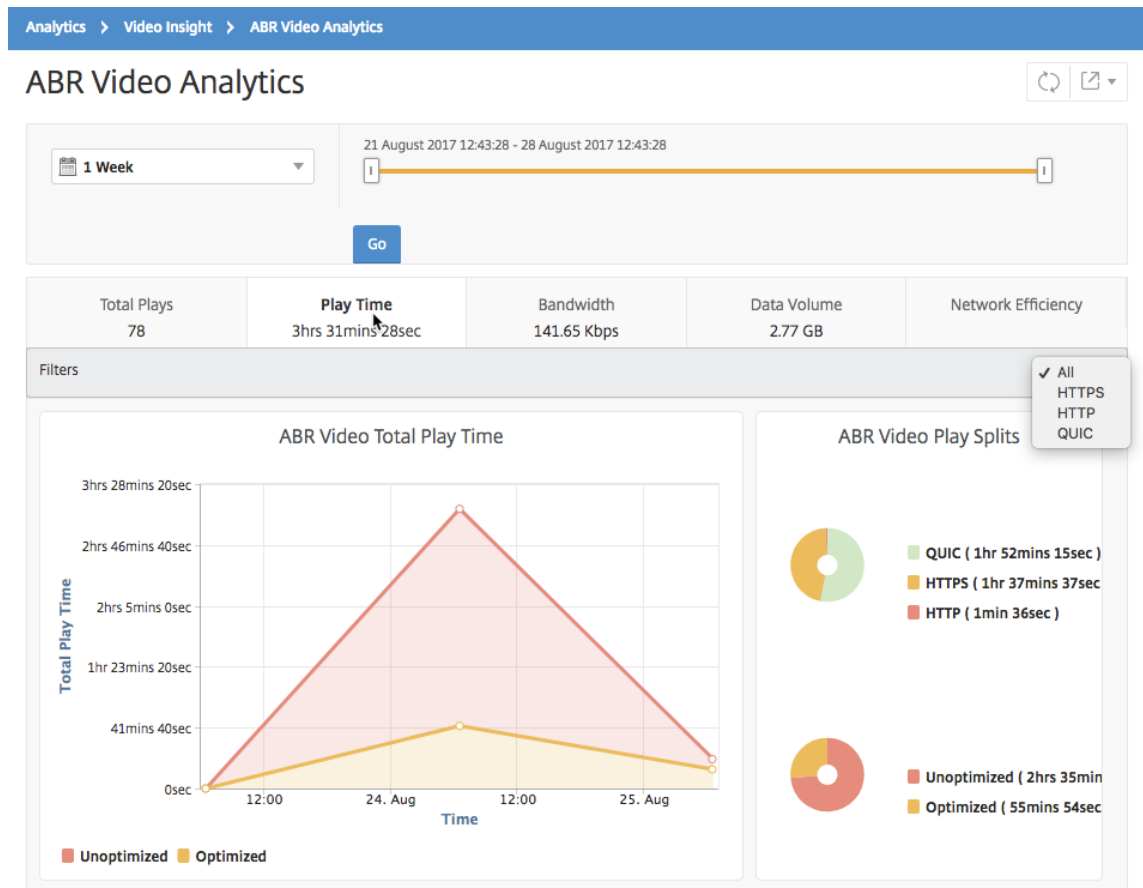 Analytics > Video Insight > ABR Video Analytics
ABR Video Analytics
1 Week
21 August 2017 12:43:28 - 28 August 2017 12:43:28
Go
Total Plays
78
Play Time
3hrs 31mins 28sec
Bandwidth
141.65 Kbps
Data Volume
2.77 GB
Network Efficiency
Filters
✓ All
HTTPS
HTTP
QUIC
ABR Video Total Play Time
3hrs 28mins 20sec
2hrs 46mins 40sec
2hrs 5mins 0sec
1hr 23mins 20sec
41mins 40sec
0sec
Total Play Time
12:00
24. Aug
12:00
25. Aug
Time
Unoptimized
Optimized
ABR Video Play Splits
QUIC ( 1hr 52mins 15sec )
HTTPS ( 1hr 37mins 37sec
HTTP ( 1min 36sec )
Unoptimized ( 2hrs 35min
Optimized ( 55mins 54sec